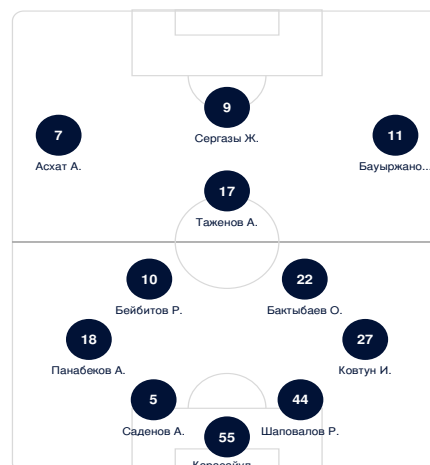 9
7
11
Сергазы Ж.
Асхат А.
Бауыржано...
17
Таженов А.
10
22
Бейбитов Р.
Бактыбаев О.
18
27
Панабеков А.
Ковтун И.
5
44
Саденов А.
Шаповалов Р.
55